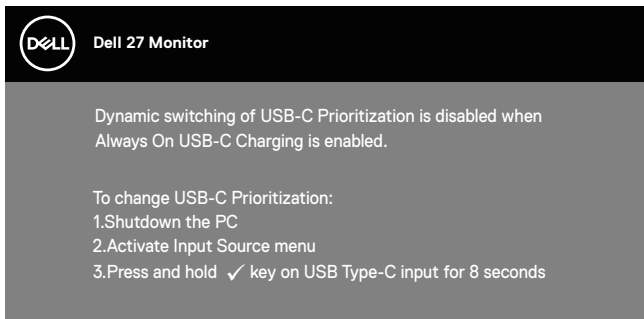 DELL
Dell 27 Monitor
Dynamic switching of USB-C Prioritization is disabled when
Always On USB-C Charging is enabled.
To change USB-C Prioritization:
1.Shutdown the PC
2.Activate Input Source menu
3.Press and hold ✓ key on USB Type-C input for 8 seconds